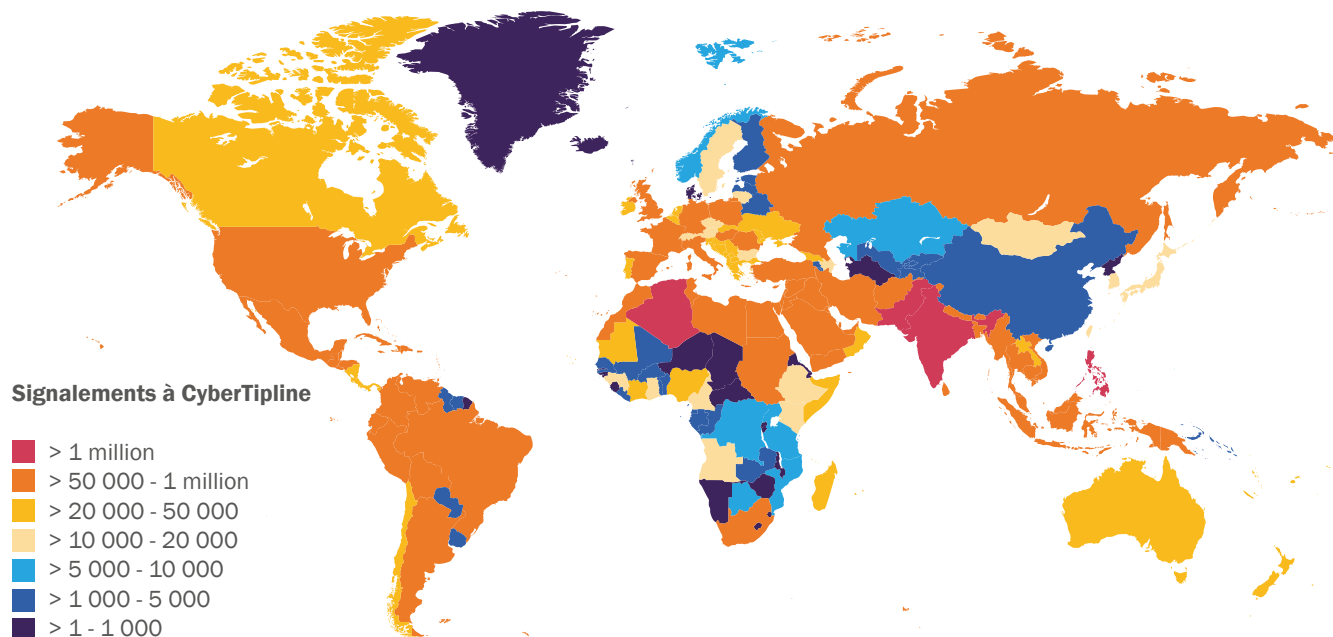 Signalements à CyberTipline
> 1 million
> 50 000 - 1 million
> 20 000 - 50 000
> 10 000 - 20 000
> 5 000 - 10 000
> 1 000 - 5 000
> 1 - 1 000